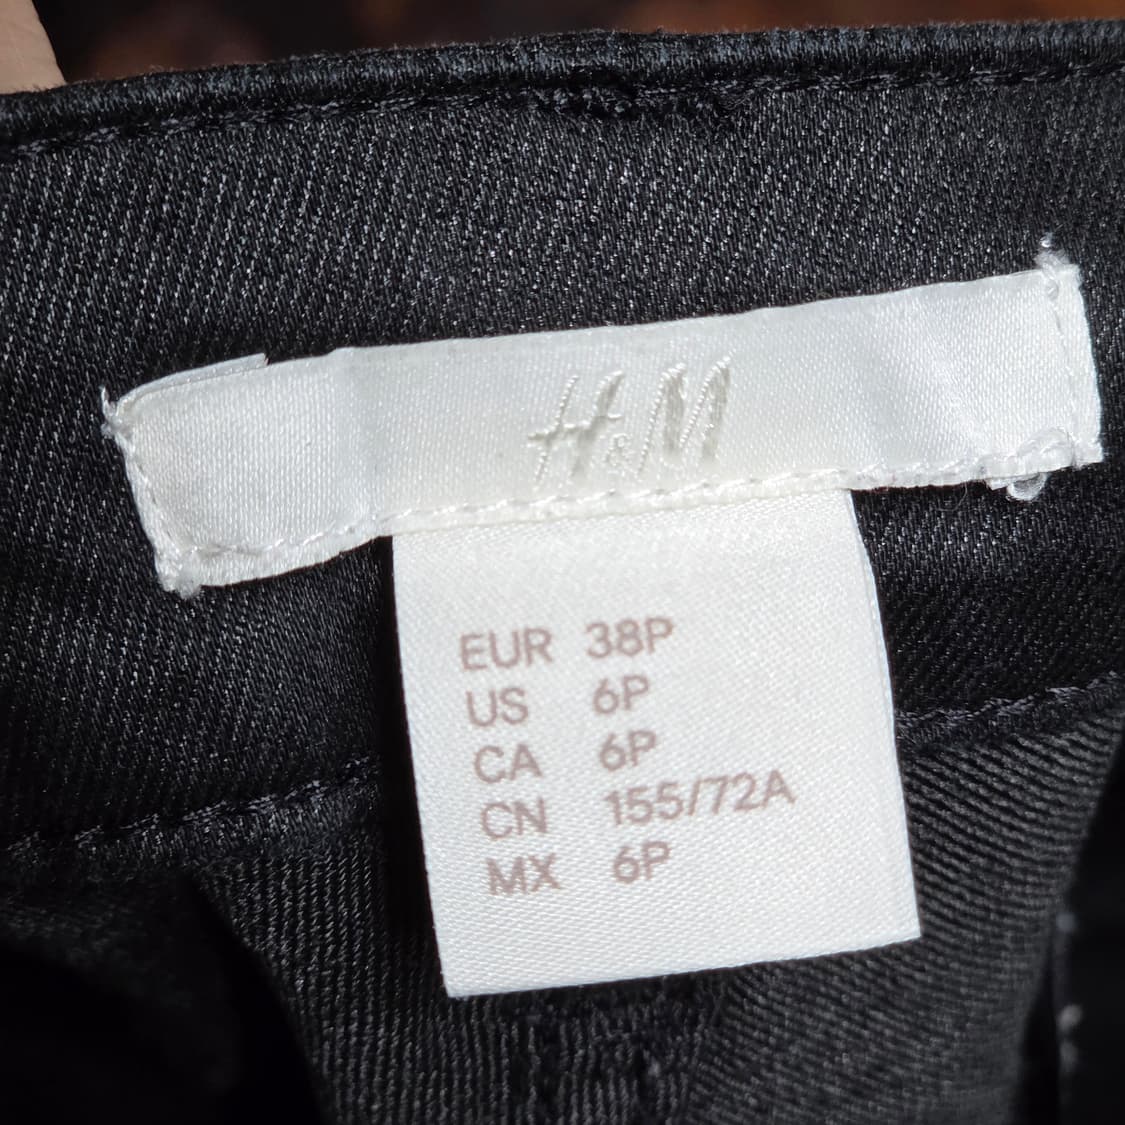 H&M
EUR 38P
US 6P
CA 6P
CN 155/72A
MX 6P